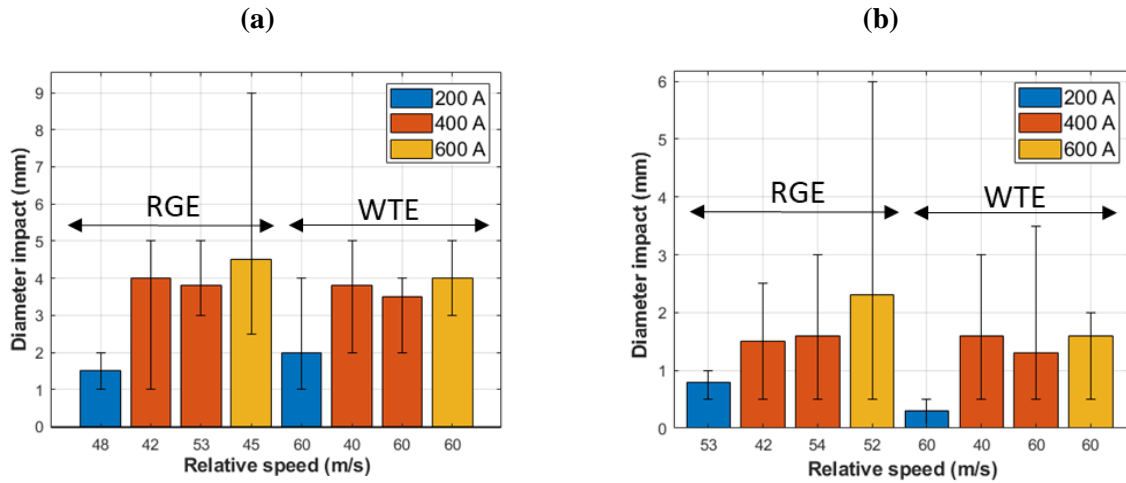 (a)
(b)
Diameter impact (mm)
9
8
7
6
5
4
3
2
1
0
200 A
400 A
600 A
RGE
WTE
48 42 53 45 60 40 60 60
Relative speed (m/s)
Diameter impact (mm)
6
5
4
3
2
1
0
200 A
400 A
600 A
RGE
WTE
53 42 54 52 60 40 60 60
Relative speed (m/s)